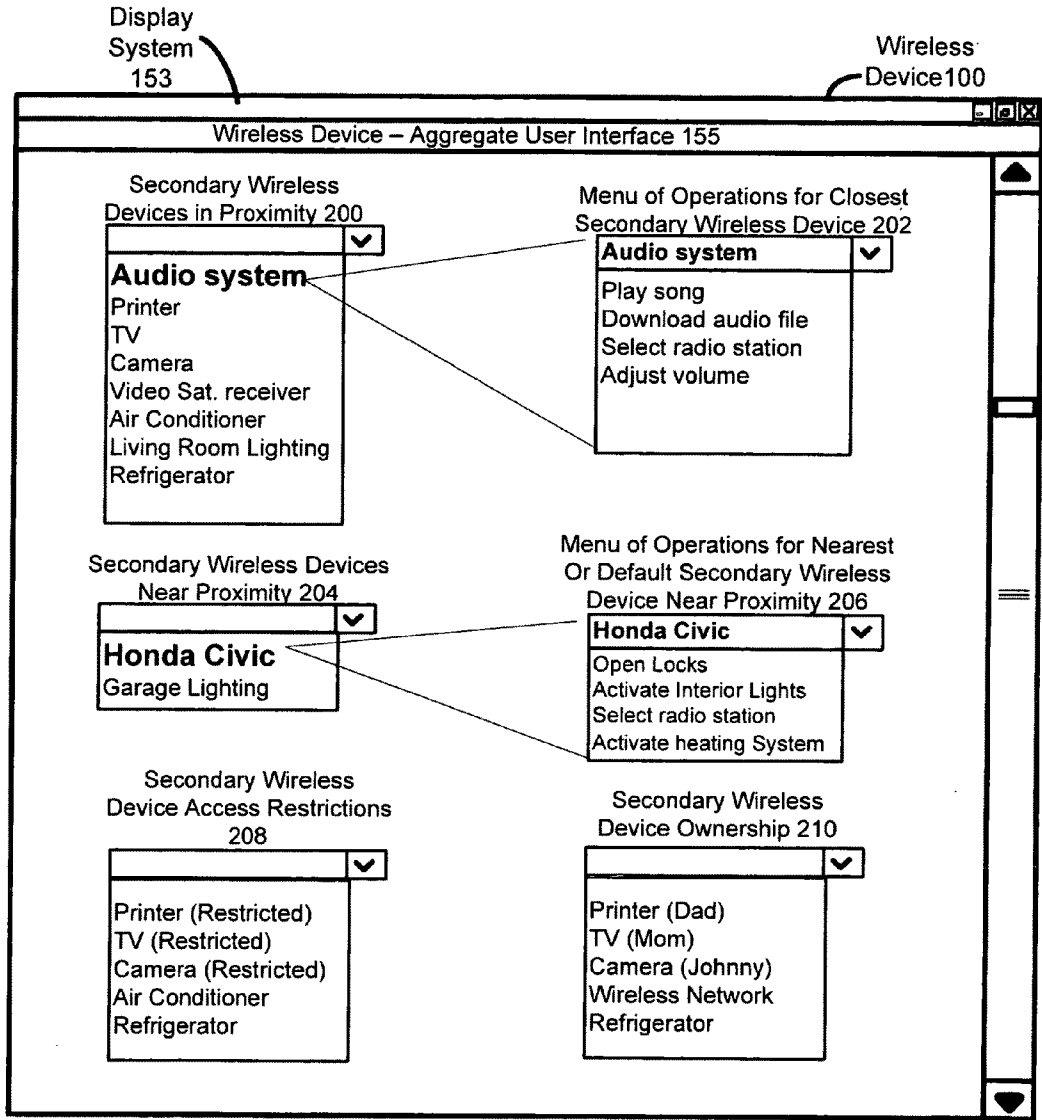 Display
System
153
Wireless
Device100
Wireless Device – Aggregate User Interface 155
Secondary Wireless
Devices in Proximity 200
Audio system
Printer
TV
Camera
Video Sat. receiver
Air Conditioner
Living Room Lighting
Refrigerator
Menu of Operations for Closest
Secondary Wireless Device 202
Audio system
Play song
Download audio file
Select radio station
Adjust volume
Secondary Wireless Devices
Near Proximity 204
Honda Civic
Garage Lighting
Menu of Operations for Nearest
Or Default Secondary Wireless
Device Near Proximity 206
Honda Civic
Open Locks
Activate Interior Lights
Select radio station
Activate heating System
Secondary Wireless
Device Access Restrictions
208
Printer (Restricted)
TV (Restricted)
Camera (Restricted)
Air Conditioner
Refrigerator
Secondary Wireless
Device Ownership 210
Printer (Dad)
TV (Mom)
Camera (Johnny)
Wireless Network
Refrigerator